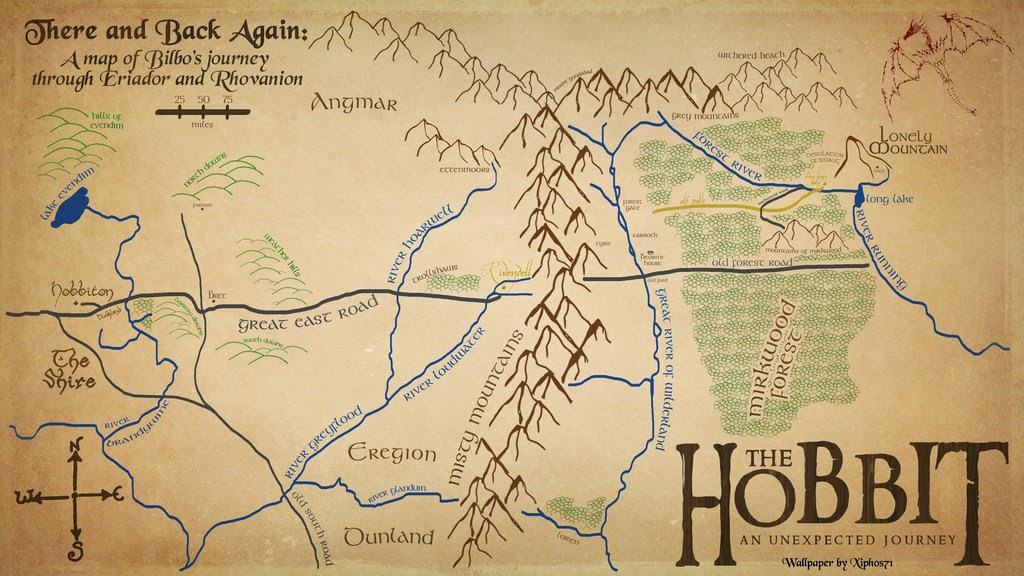 There and Back Again:
A map of Bilbo's journey
through Eriador and Rhovanion
25 50 75
miles
Angmar
withered heath
mount gundabad
grey mountains
hills of
evendim
lake evendim
north downs
fornost
ettenmoors
forest river
desolation
of smaug
Lonely
Mountain
long lake
forest
gate
elf path
river running
river hoarwell
weather hills
carrock
eyrie
Beorn's
house
mountains of mirkwood
old forest road
old ford
trollshaws
Rivendell
Hobbiton
Buckland
Bree
great east road
south downs
The
Shire
river loudwater
misty mountains
great river of wilderland
mirkwood
forest
river
brandywine
river greyflood
Eregion
river glanduin
old south road
Dunland
lorien
N
W E
S
THE
HOBBIT
AN UNEXPECTED JOURNEY
Wallpaper by Xiphos71